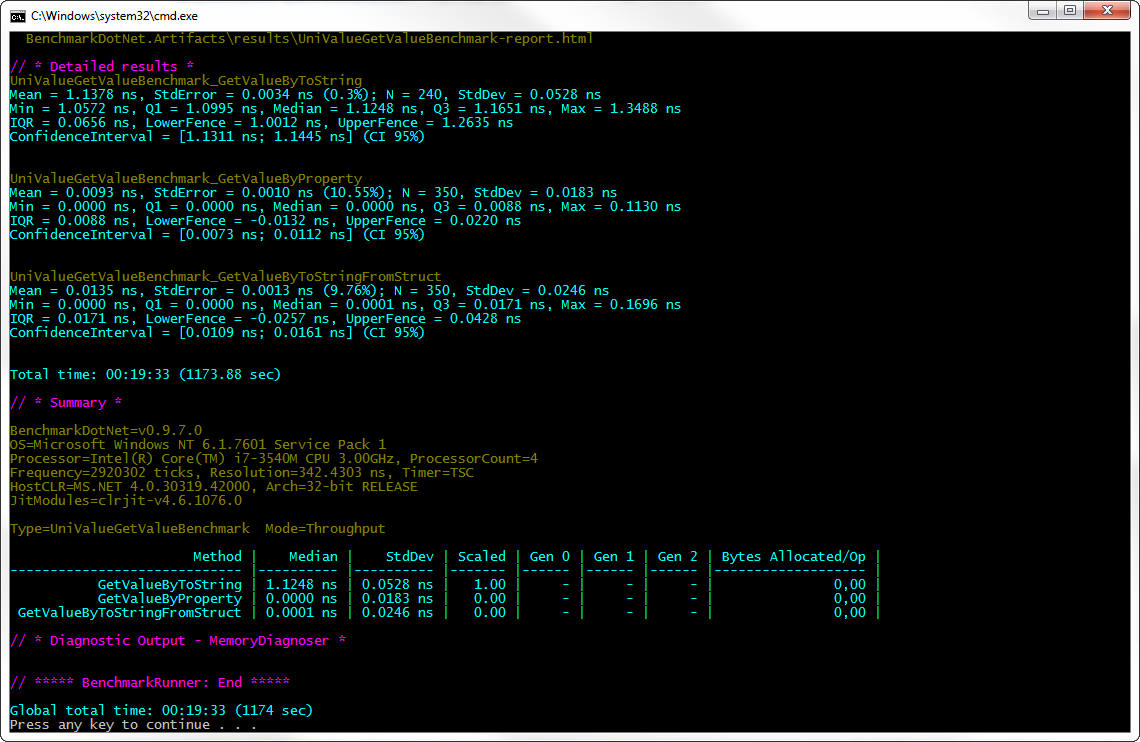 C:\Windows\system32\cmd.exe
BenchmarkDotNet.Artifacts\results\UniValueGetValueBenchmark-report.html
// * Detailed results *
UniValueGetValueBenchmark_GetValueByToString
Mean = 1.1378 ns, StdError = 0.0034 ns (0.3%); N = 240, StdDev = 0.0528 ns
Min = 1.0572 ns, Q1 = 1.0995 ns, Median = 1.1248 ns, Q3 = 1.1651 ns, Max = 1.3488 ns
IQR = 0.0656 ns, LowerFence = 1.0012 ns, UpperFence = 1.2635 ns
ConfidenceInterval = [1.1311 ns; 1.1445 ns] (CI 95%)
UniValueGetValueBenchmark_GetValueByProperty
Mean = 0.0093 ns, StdError = 0.0010 ns (10.55%); N = 350, StdDev = 0.0183 ns
Min = 0.0000 ns, Q1 = 0.0000 ns, Median = 0.0000 ns, Q3 = 0.0088 ns, Max = 0.1130 ns
IQR = 0.0088 ns, LowerFence = -0.0132 ns, UpperFence = 0.0220 ns
ConfidenceInterval = [0.0073 ns; 0.0112 ns] (CI 95%)
UniValueGetValueBenchmark_GetValueByToStringFromStruct
Mean = 0.0135 ns, StdError = 0.0013 ns (9.76%); N = 350, StdDev = 0.0246 ns
Min = 0.0000 ns, Q1 = 0.0000 ns, Median = 0.0001 ns, Q3 = 0.0171 ns, Max = 0.1696 ns
IQR = 0.0171 ns, LowerFence = -0.0257 ns, UpperFence = 0.0428 ns
ConfidenceInterval = [0.0109 ns; 0.0161 ns] (CI 95%)
Total time: 00:19:33 (1173.88 sec)
// * Summary *
BenchmarkDotNet=v0.9.7.0
OS=Microsoft Windows NT 6.1.7601 Service Pack 1
Processor=Intel(R) Core(TM) i7-3540M CPU 3.00GHz, ProcessorCount=4
Frequency=2920302 ticks, Resolution=342.4303 ns, Timer=TSC
HostCLR=MS.NET 4.0.30319.42000, Arch=32-bit RELEASE
JitModules=clrjit-v4.6.1076.0
Type=UniValueGetValueBenchmark  Mode=Throughput
Method | Median | StdDev | Scaled | Gen 0 | Gen 1 | Gen 2 | Bytes Allocated/Op |
----------------------------- |---------- |---------- |------- |------ |------ |------ |------------------- |
GetValueByToString | 1.1248 ns | 0.0528 ns | 1.00 | - | - | - | 0,00 |
GetValueByProperty | 0.0000 ns | 0.0183 ns | 0.00 | - | - | - | 0,00 |
GetValueByToStringFromStruct | 0.0001 ns | 0.0246 ns | 0.00 | - | - | - | 0,00 |
// * Diagnostic Output - MemoryDiagnoser *
// ***** BenchmarkRunner: End *****
Global total time: 00:19:33 (1174 sec)
Press any key to continue . . .